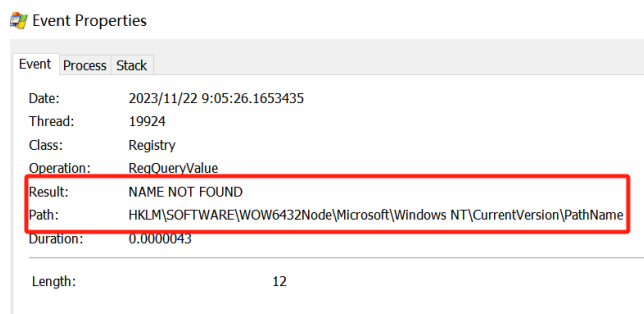 Event Properties
Event Process Stack
Date: 2023/11/22 9:05:26.1653435
Thread: 19924
Class: Registry
Operation: RegQueryValue
Result: NAME NOT FOUND
Path: HKLM\SOFTWARE\WOW6432Node\Microsoft\Windows NT\CurrentVersion\PathName
Duration: 0.0000043
Length: 12